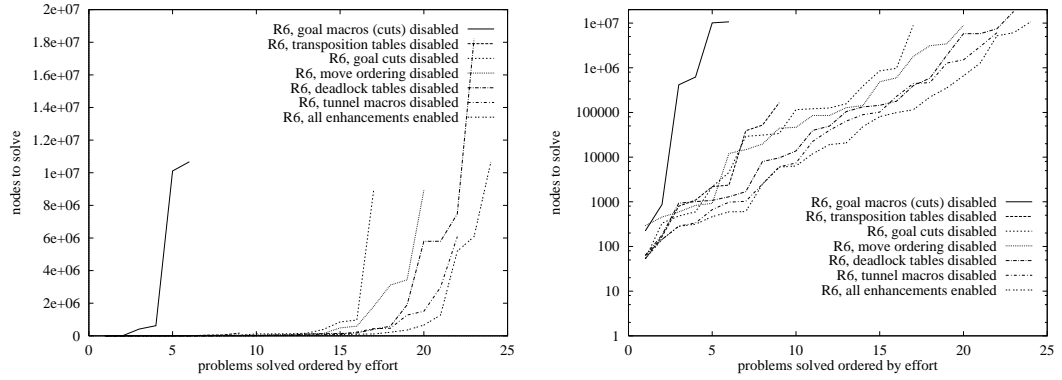 2e+07
1.8e+07
1.6e+07
1.4e+07
1.2e+07
1e+07
8e+06
6e+06
4e+06
2e+06
0
nodes to solve
R6, goal macros (cuts) disabled
R6, transposition tables disabled
R6, goal cuts disabled
R6, move ordering disabled
R6, deadlock tables disabled
R6, tunnel macros disabled
R6, all enhancements enabled
0 5 10 15 20 25
problems solved ordered by effort
1e+07
1e+06
100000
10000
1000
100
10
1
nodes to solve
R6, goal macros (cuts) disabled
R6, transposition tables disabled
R6, goal cuts disabled
R6, move ordering disabled
R6, deadlock tables disabled
R6, tunnel macros disabled
R6, all enhancements enabled
0 5 10 15 20 25
problems solved ordered by effort